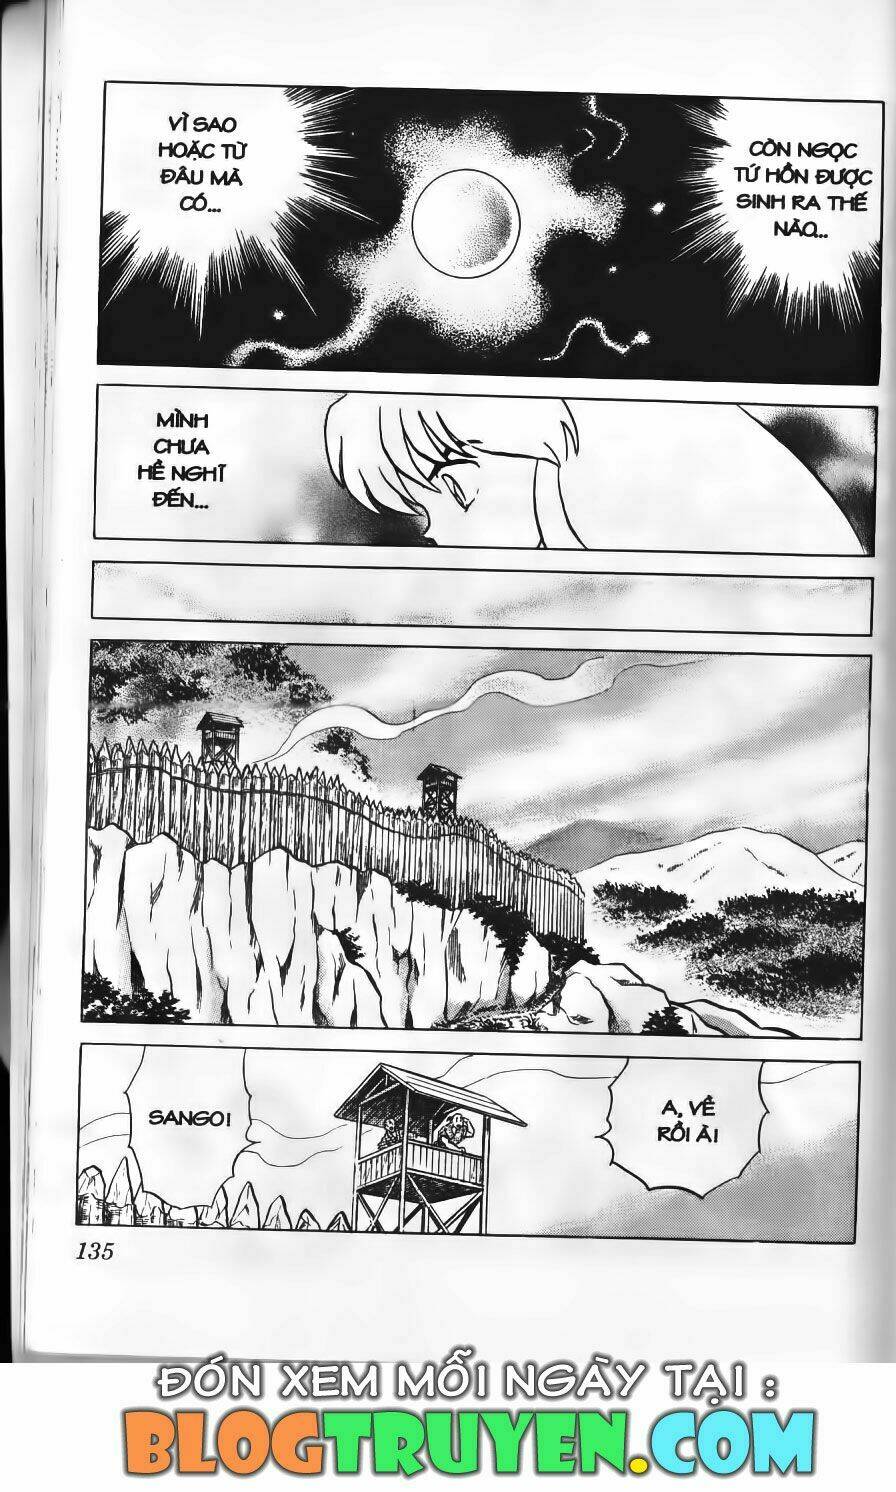 CÒN NGỌC
TỨ HỒN ĐƯỢC
SINH RA THẾ
NÀO...
VÌ SAO
HOẶC TỪ
ĐÂU MÀ
CÓ...
MÌNH
CHƯA
HỀ NGHĨ
ĐẾN...
A, VỀ
RỒI À!
SANGO!
135
ĐÓN XEM MỖI NGÀY TẠI :
BLOGTRUYEN.COM